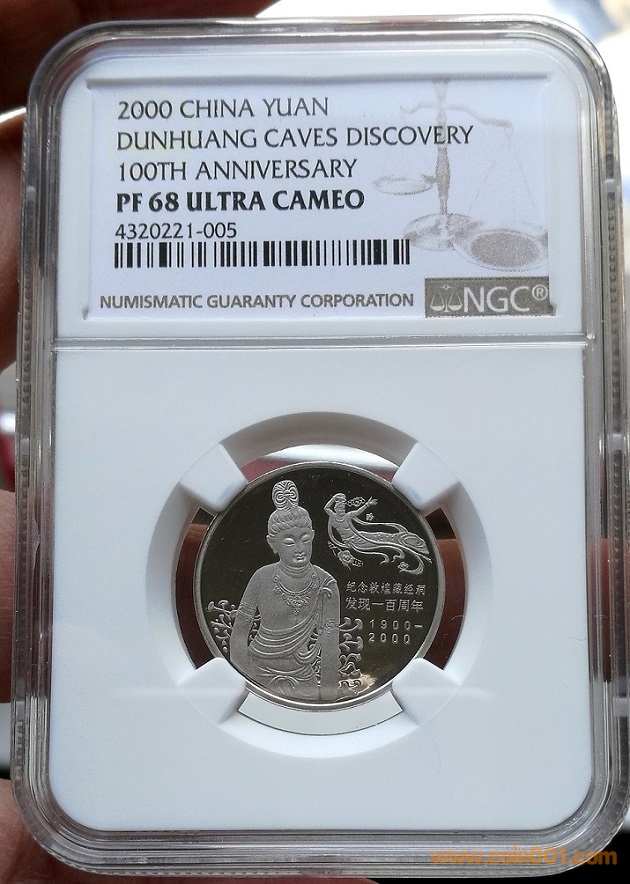 2000 CHINA YUAN
DUNHUANG CAVES DISCOVERY
100TH ANNIVERSARY
PF 68 ULTRA CAMEO
4320221-005
NUMISMATIC GUARANTY CORPORATION
NGC®
纪念敦煌藏经洞
发现一百周年
1900-
2000
www.coin001.com